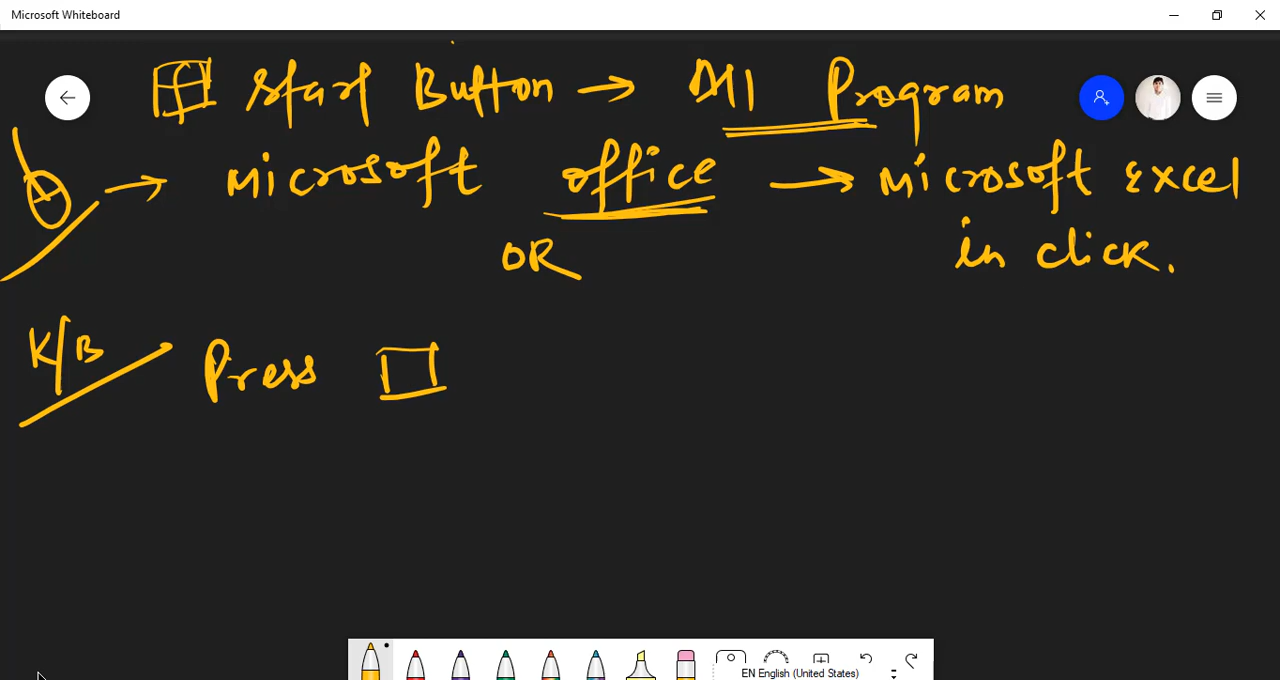 Microsoft Whiteboard
Start Button → All Program
→ microsoft office → microsoft Excel
OR
in click.
K/B
Press
EN English (United States)